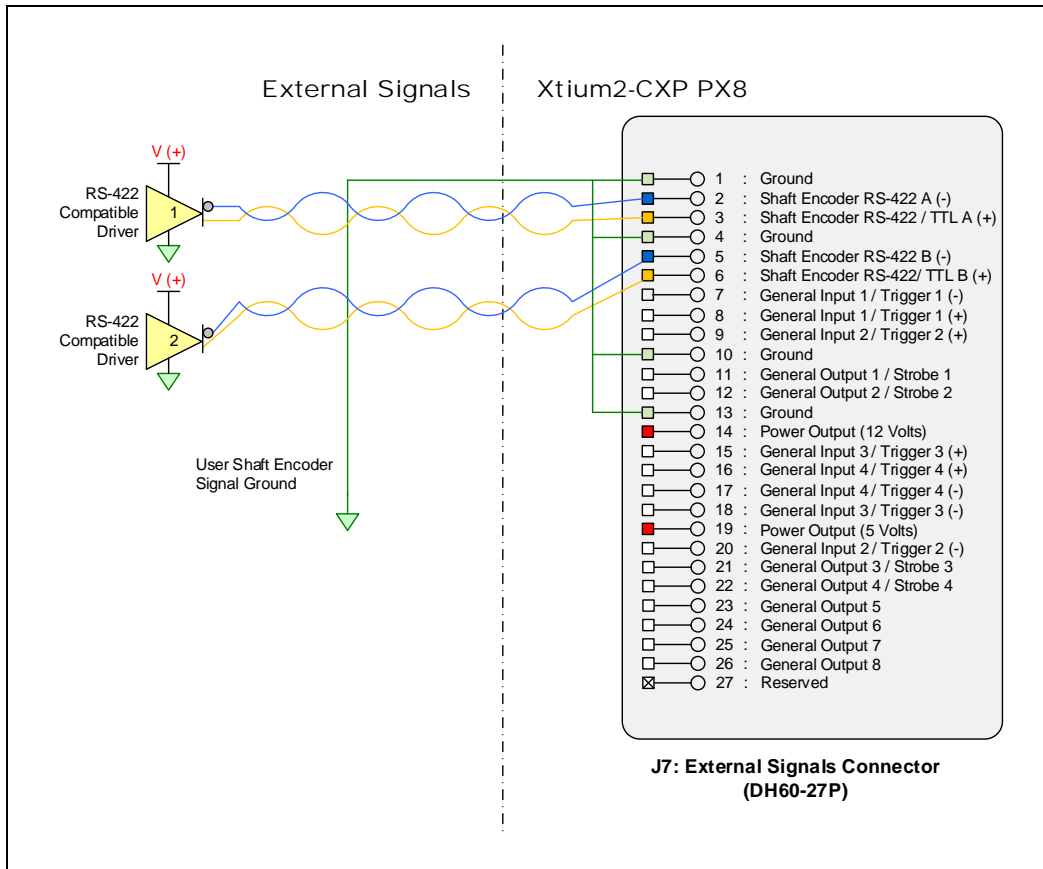 External Signals
Xtium2-CXP PX8
V (+)
RS-422
Compatible
Driver
1
V (+)
RS-422
Compatible
Driver
2
User Shaft Encoder
Signal Ground
1 : Ground
2 : Shaft Encoder RS-422 A (-)
3 : Shaft Encoder RS-422 / TTL A (+)
4 : Ground
5 : Shaft Encoder RS-422 B (-)
6 : Shaft Encoder RS-422/ TTL B (+)
7 : General Input 1 / Trigger 1 (-)
8 : General Input 1 / Trigger 1 (+)
9 : General Input 2 / Trigger 2 (+)
10 : Ground
11 : General Output 1 / Strobe 1
12 : General Output 2 / Strobe 2
13 : Ground
14 : Power Output (12 Volts)
15 : General Input 3 / Trigger 3 (+)
16 : General Input 4 / Trigger 4 (+)
17 : General Input 4 / Trigger 4 (-)
18 : General Input 3 / Trigger 3 (-)
19 : Power Output (5 Volts)
20 : General Input 2 / Trigger 2 (-)
21 : General Output 3 / Strobe 3
22 : General Output 4 / Strobe 4
23 : General Output 5
24 : General Output 6
25 : General Output 7
26 : General Output 8
27 : Reserved
J7: External Signals Connector
(DH60-27P)